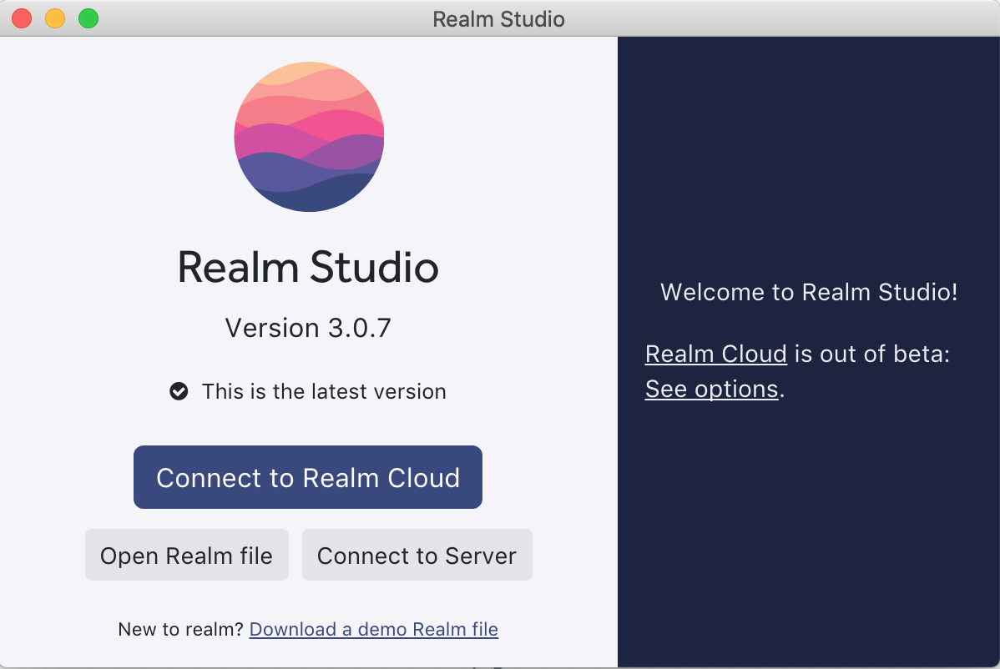 Realm Studio
Realm Studio
Version 3.0.7
This is the latest version
Connect to Realm Cloud
Open Realm file
Connect to Server
New to realm? Download a demo Realm file
Welcome to Realm Studio!
Realm Cloud is out of beta:
See options.